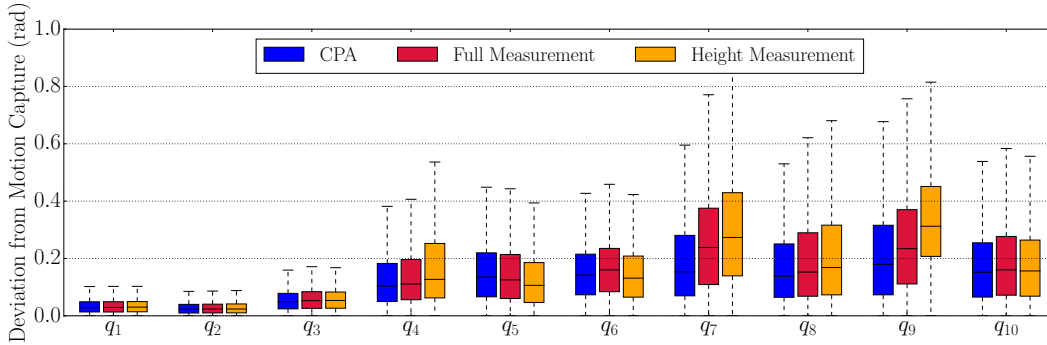 Deviation from Motion Capture (rad)
1.0
0.8
0.6
0.4
0.2
0.0
CPA Full Measurement Height Measurement
q1 q2 q3 q4 q5 q6 q7 q8 q9 q10